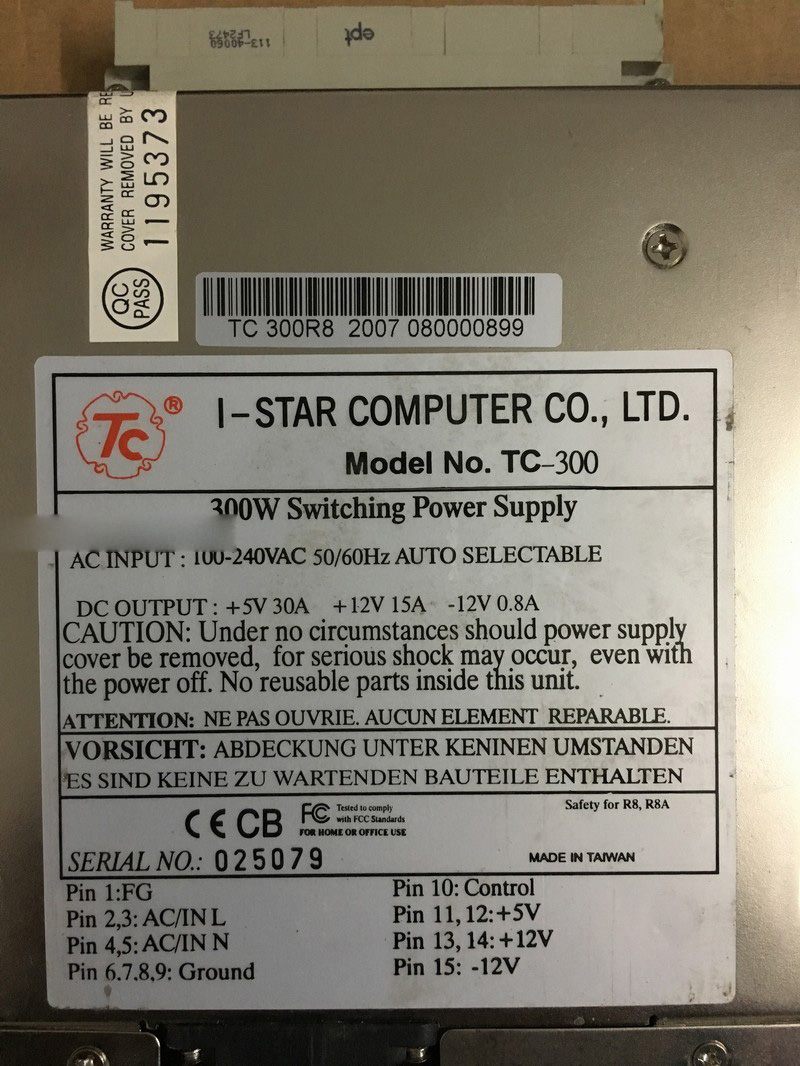 113-40060
LF2473
ept
WARRANTY WILL BE RE
COVER REMOVED BY U
1195373
QC
PASS
TC 300R8 2007 080000899
TC ®
I-STAR COMPUTER CO., LTD.
Model No. TC-300
300W Switching Power Supply
AC INPUT : 100-240VAC 50/60Hz AUTO SELECTABLE
DC OUTPUT : +5V 30A +12V 15A -12V 0.8A
CAUTION: Under no circumstances should power supply
cover be removed, for serious shock may occur, even with
the power off. No reusable parts inside this unit.
ATTENTION: NE PAS OUVRIE. AUCUN ELEMENT REPARABLE.
VORSICHT: ABDECKUNG UNTER KENINEN UMSTANDEN
ES SIND KEINE ZU WARTENDEN BAUTEILE ENTHALTEN
CE CB FC Tested to comply
with FCC Standards
FOR HOME OR OFFICE USE
Safety for R8, R8A
SERIAL NO.: 025079
MADE IN TAIWAN
Pin 1:FG
Pin 2,3: AC/IN L
Pin 4,5: AC/IN N
Pin 6.7.8,9: Ground
Pin 10: Control
Pin 11, 12:+5V
Pin 13, 14: +12V
Pin 15: -12V